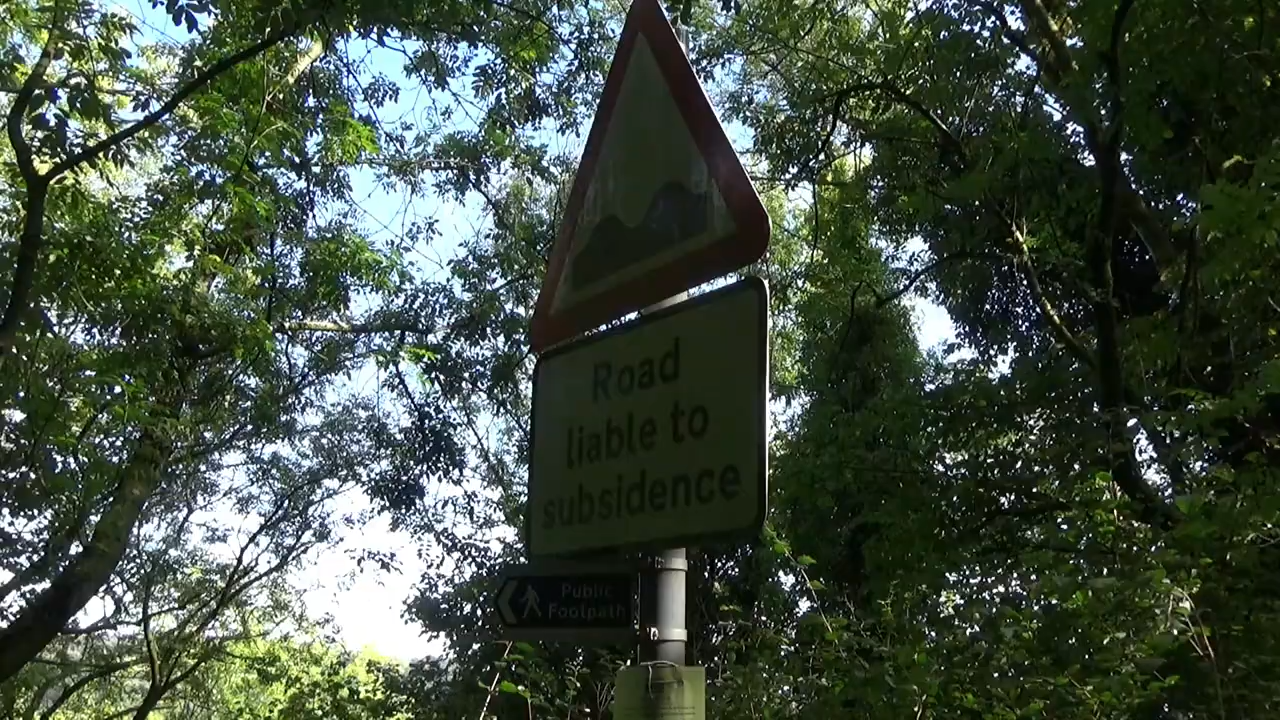 Road
liable to
subsidence
Public
Footpath